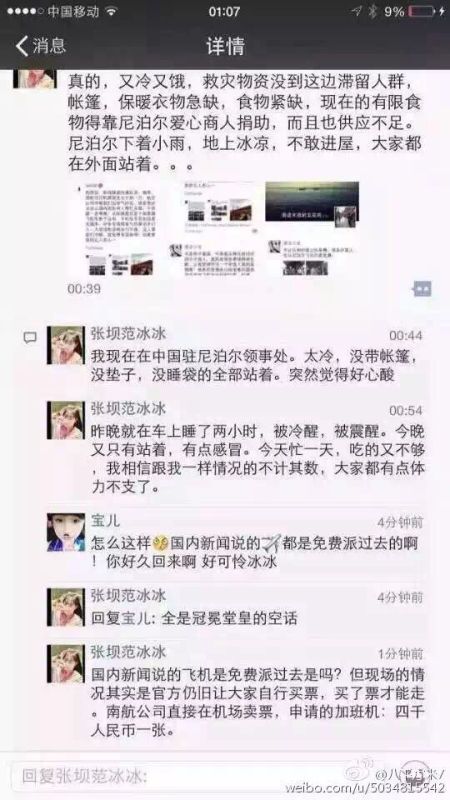 中国移动
01:07
9%
消息
详情
真的，又冷又饿，救灾物资没到这边滞留人群，
帐篷，保暖衣物急缺，食物紧缺，现在的有限食
物得靠尼泊尔爱心商人捐助，而且也供应不足。
尼泊尔下着小雨，地上冰凉，不敢进屋，大家都
在外面站着。。。
00:39
张坝范冰冰
00:44
我现在在中国驻尼泊尔领事处。太冷，没带帐篷，
没垫子，没睡袋的全部站着。突然觉得好心酸
张坝范冰冰
00:54
昨晚就在车上睡了两小时，被冷醒，被震醒。今晚
又只有站着，有点感冒。今天忙一天，吃的又不够
，我相信跟我一样情况的不计其数，大家都有点体
力不支了。
宝儿
4分钟前
怎么这样国内新闻说的✈都是免费派过去的啊
！你好久回来啊 好可怜冰冰
张坝范冰冰
4分钟前
回复宝儿: 全是冠冕堂皇的空话
张坝范冰冰
1分钟前
国内新闻说的飞机是免费派过去是吗？但现场的情
况其实是官方仍旧让大家自行买票，买了票才能走
。南航公司直接在机场卖票，申请的加班机：四千
人民币一张。
回复张坝范冰冰:
weibo.com/u/5034815542